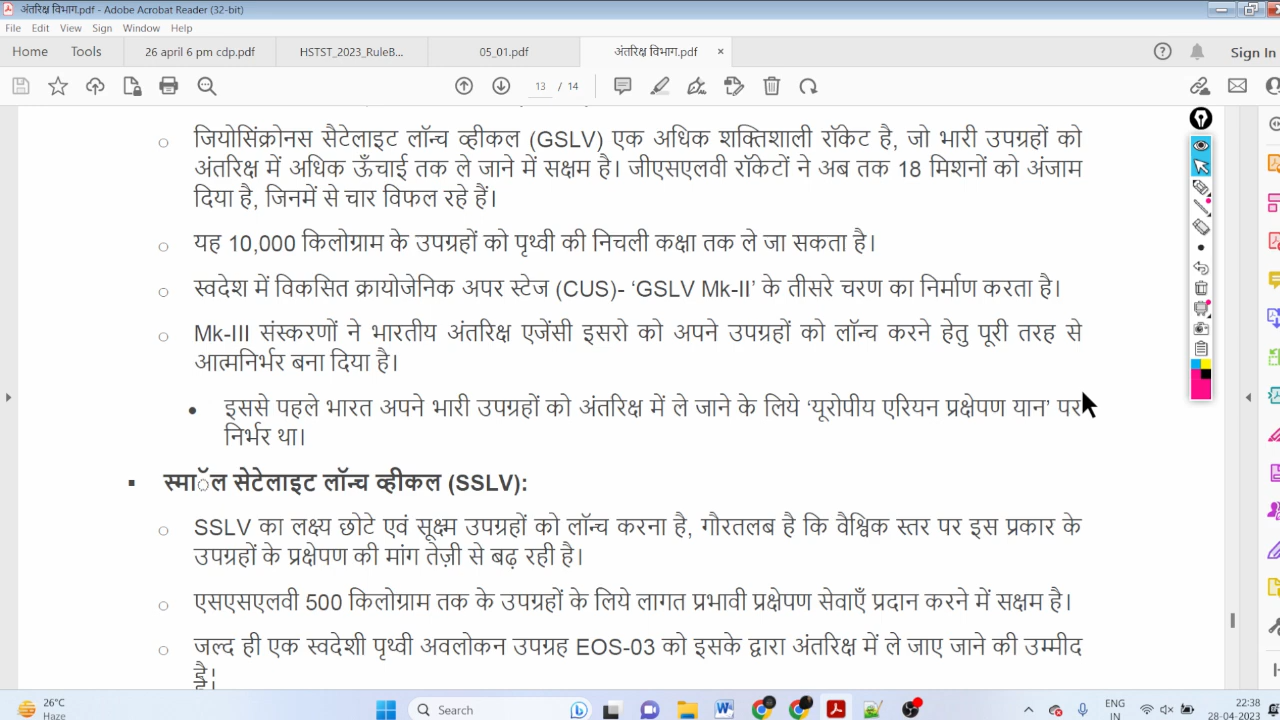 अंतरिक्ष विभाग.pdf - Adobe Acrobat Reader (32-bit)
File Edit View Sign Window Help
Home Tools 26 april 6 pm cdp.pdf HSTST_2023_RuleB... 05_01.pdf अंतरिक्ष विभाग.pdf × Sign In
13 / 14
जियोसिंक्रोनस सैटेलाइट लॉन्च व्हीकल (GSLV) एक अधिक शक्तिशाली रॉकेट है, जो भारी उपग्रहों को
अंतरिक्ष में अधिक ऊँचाई तक ले जाने में सक्षम है। जीएसएलवी रॉकेटों ने अब तक 18 मिशनों को अंजाम
दिया है, जिनमें से चार विफल रहे हैं।
यह 10,000 किलोग्राम के उपग्रहों को पृथ्वी की निचली कक्षा तक ले जा सकता है।
स्वदेश में विकसित क्रायोजेनिक अपर स्टेज (CUS)- ‘GSLV Mk-II’ के तीसरे चरण का निर्माण करता है।
Mk-III संस्करणों ने भारतीय अंतरिक्ष एजेंसी इसरो को अपने उपग्रहों को लॉन्च करने हेतु पूरी तरह से
आत्मनिर्भर बना दिया है।
इससे पहले भारत अपने भारी उपग्रहों को अंतरिक्ष में ले जाने के लिये ‘यूरोपीय एरियन प्रक्षेपण यान’ पर
निर्भर था।
स्माॅल सेटेलाइट लॉन्च व्हीकल (SSLV):
SSLV का लक्ष्य छोटे एवं सूक्ष्म उपग्रहों को लॉन्च करना है, गौरतलब है कि वैश्विक स्तर पर इस प्रकार के
उपग्रहों के प्रक्षेपण की मांग तेज़ी से बढ़ रही है।
एसएसएलवी 500 किलोग्राम तक के उपग्रहों के लिये लागत प्रभावी प्रक्षेपण सेवाएँ प्रदान करने में सक्षम है।
जल्द ही एक स्वदेशी पृथ्वी अवलोकन उपग्रह EOS-03 को इसके द्वारा अंतरिक्ष में ले जाए जाने की उम्मीद
है।
26°C
Haze
Search
ENG
IN
22:38
28-04-2023